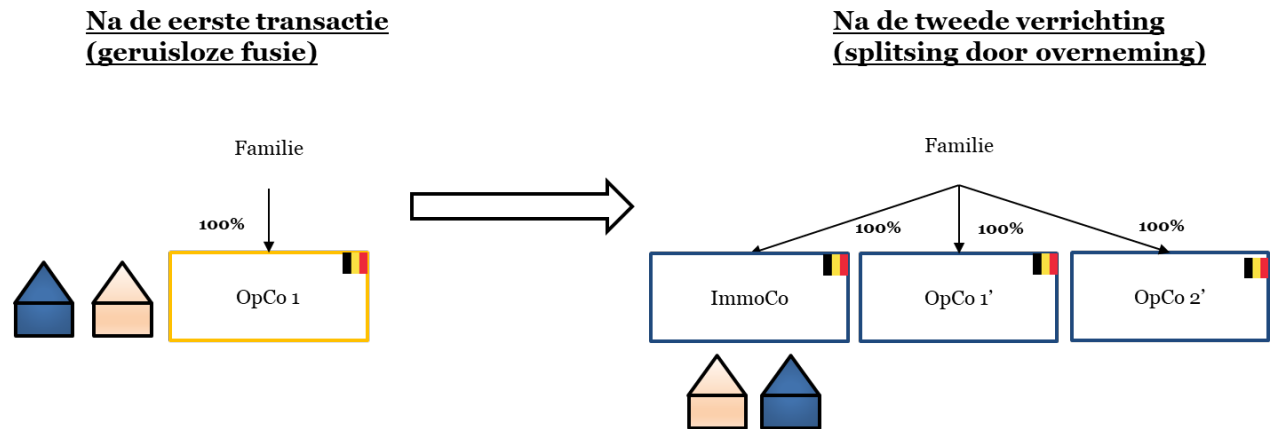 Na de eerste transactie
(geruisloze fusie)
Familie
100%
OpCo 1
Na de tweede verrichting
(splitsing door overneming)
Familie
100%
100%
100%
ImmoCo
OpCo 1’
OpCo 2’